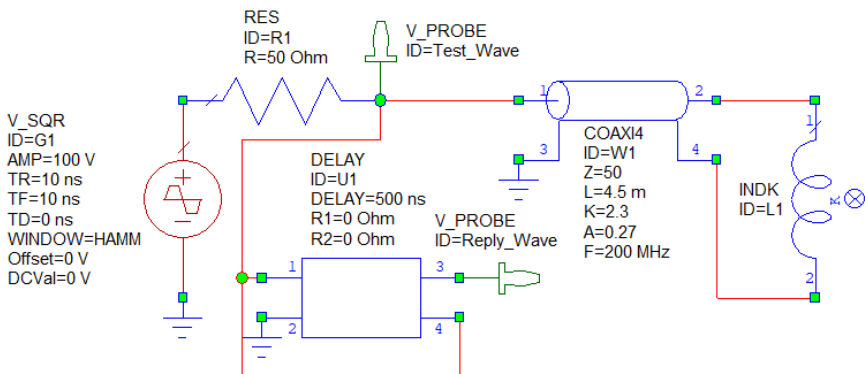 RES
ID=R1
R=50 Ohm
V_PROBE
ID=Test_Wave
V_SQR
ID=G1
AMP=100 V
TR=10 ns
TF=10 ns
TD=0 ns
WINDOW=HAMM
Offset=0 V
DCVal=0 V
1
2
3
4
COAXI4
ID=W1
Z=50
L=4.5 m
K=2.3
A=0.27
F=200 MHz
1
INDK
ID=L1
K
2
DELAY
ID=U1
DELAY=500 ns
R1=0 Ohm
R2=0 Ohm
V_PROBE
ID=Reply_Wave
1
3
2
4